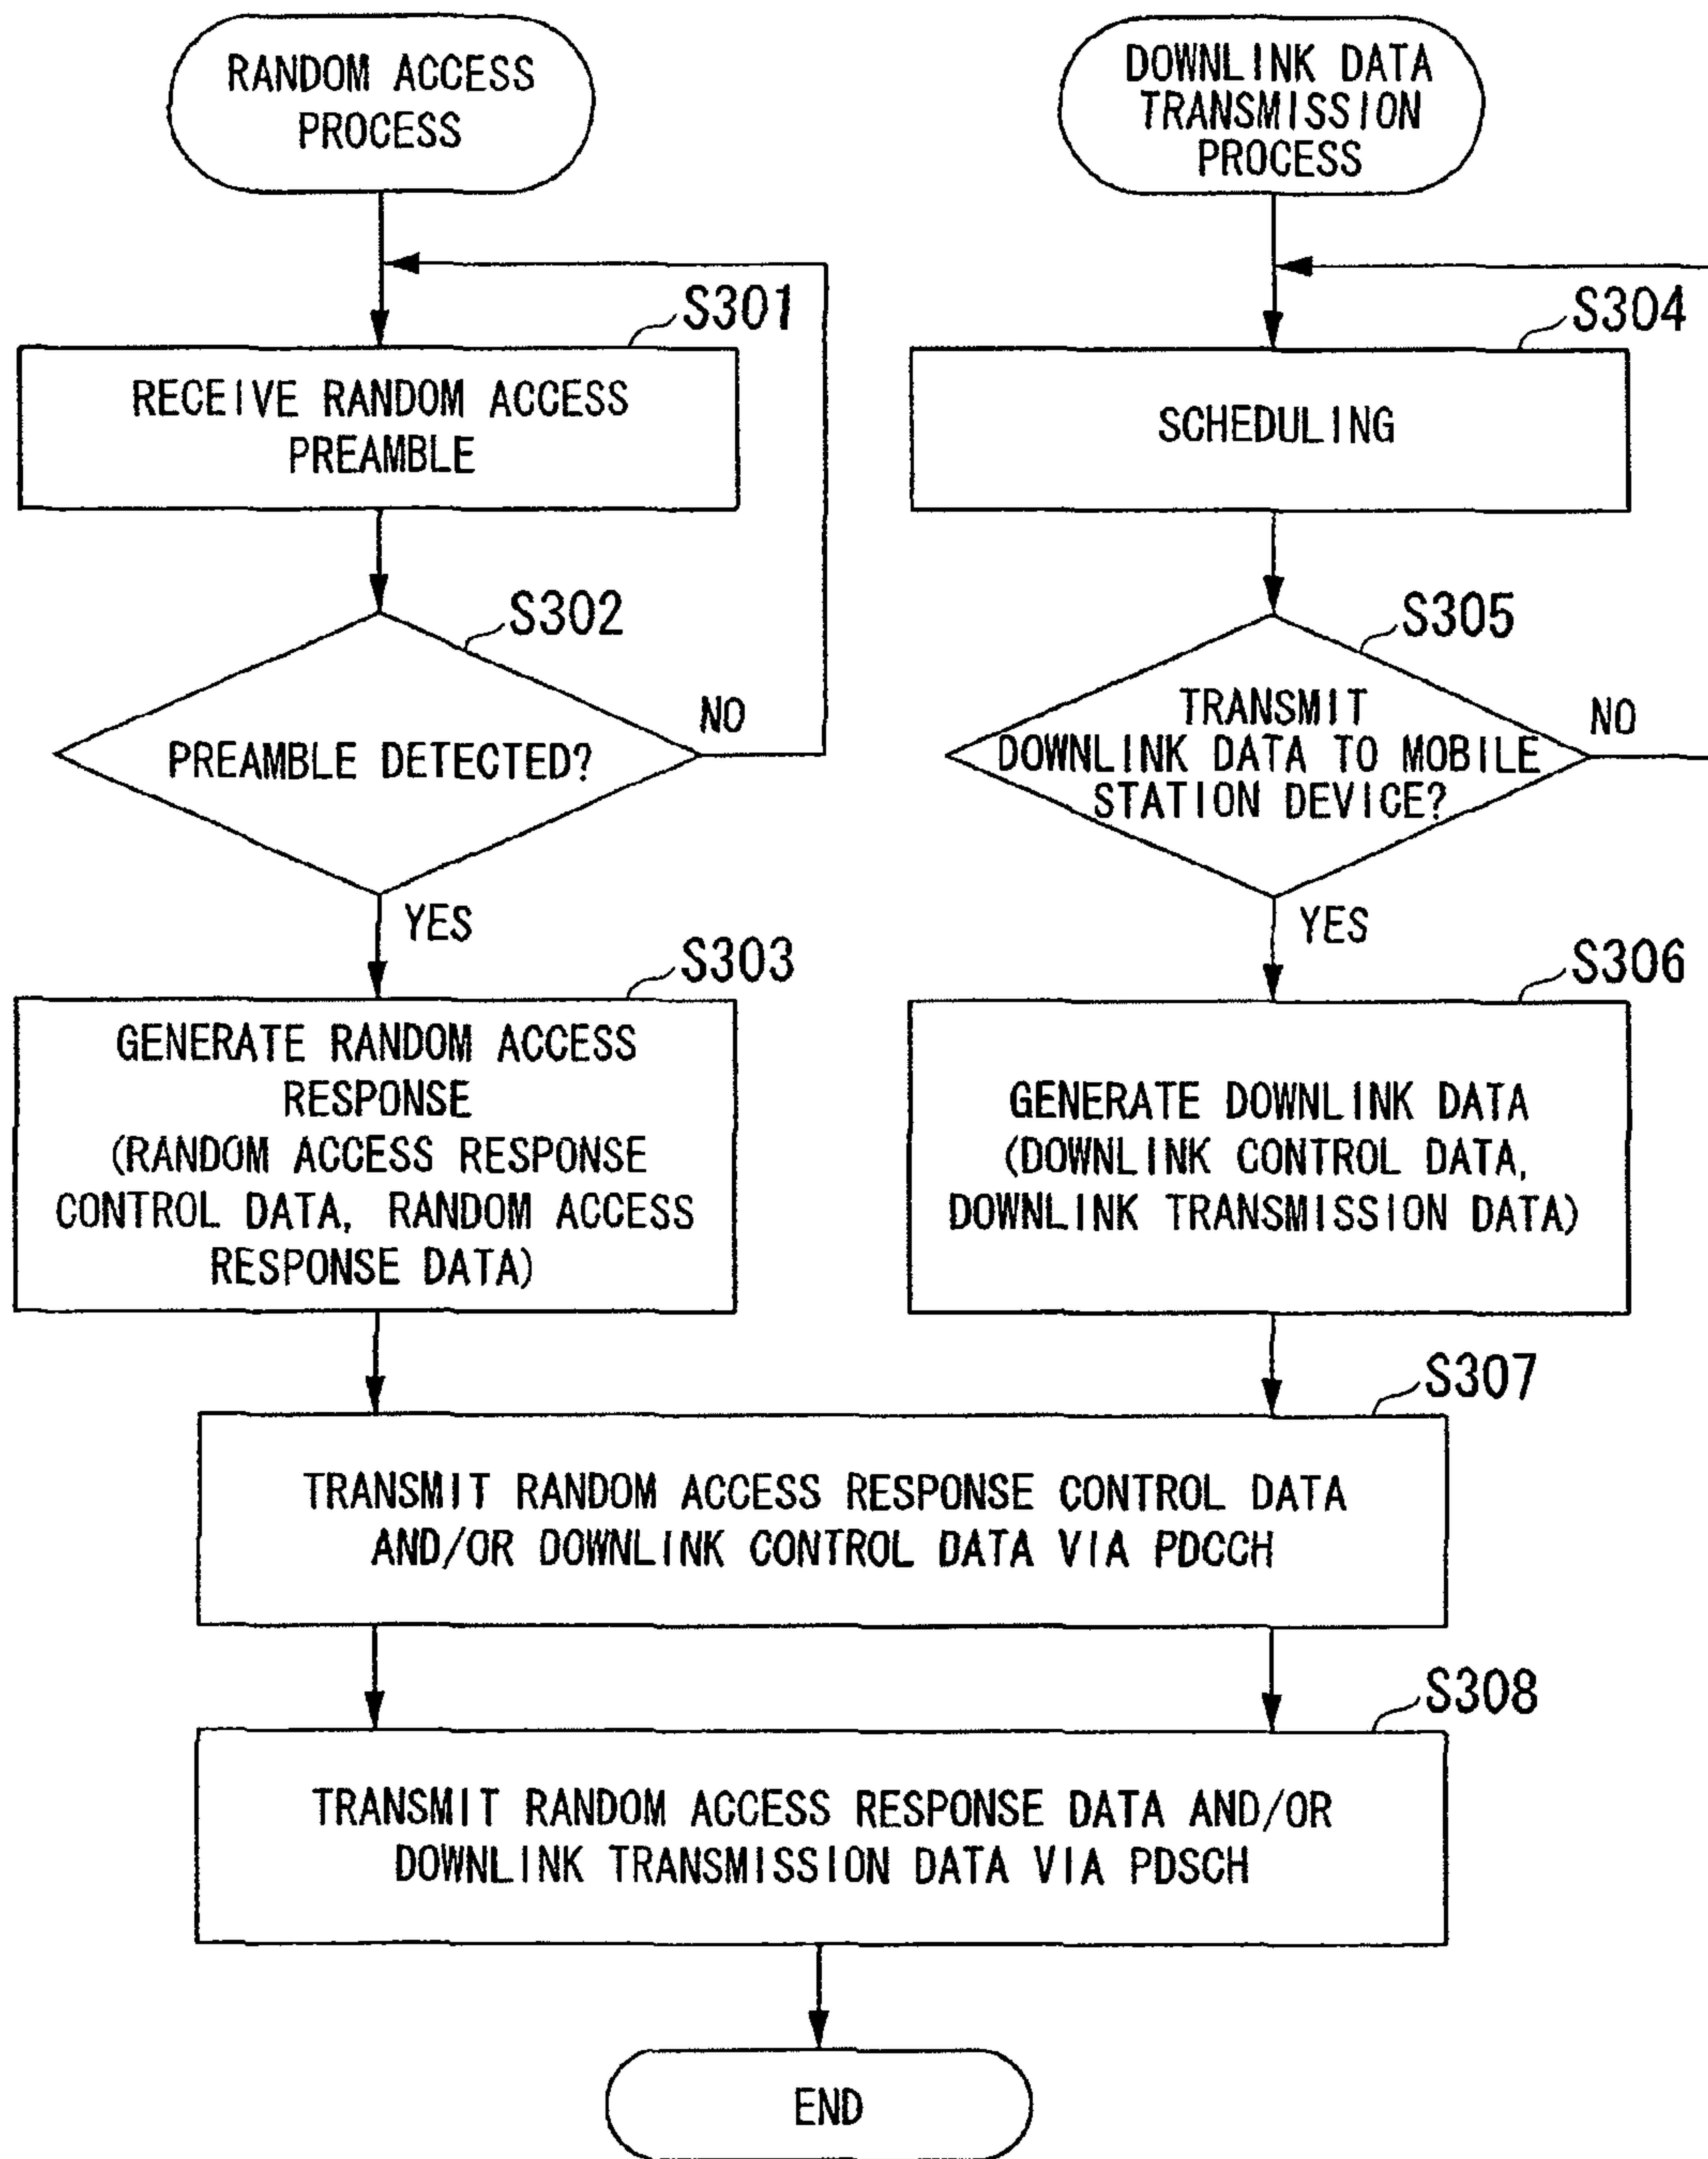 RANDOM ACCESS
PROCESS
S301
RECEIVE RANDOM ACCESS
PREAMBLE
S302
PREAMBLE DETECTED?
NO
YES
S303
GENERATE RANDOM ACCESS
RESPONSE
(RANDOM ACCESS RESPONSE
CONTROL DATA, RANDOM ACCESS
RESPONSE DATA)
DOWNLINK DATA
TRANSMISSION
PROCESS
S304
SCHEDULING
S305
TRANSMIT
DOWNLINK DATA TO MOBILE
STATION DEVICE?
NO
YES
S306
GENERATE DOWNLINK DATA
(DOWNLINK CONTROL DATA,
DOWNLINK TRANSMISSION DATA)
S307
TRANSMIT RANDOM ACCESS RESPONSE CONTROL DATA
AND/OR DOWNLINK CONTROL DATA VIA PDCCH
S308
TRANSMIT RANDOM ACCESS RESPONSE DATA AND/OR
DOWNLINK TRANSMISSION DATA VIA PDSCH
END